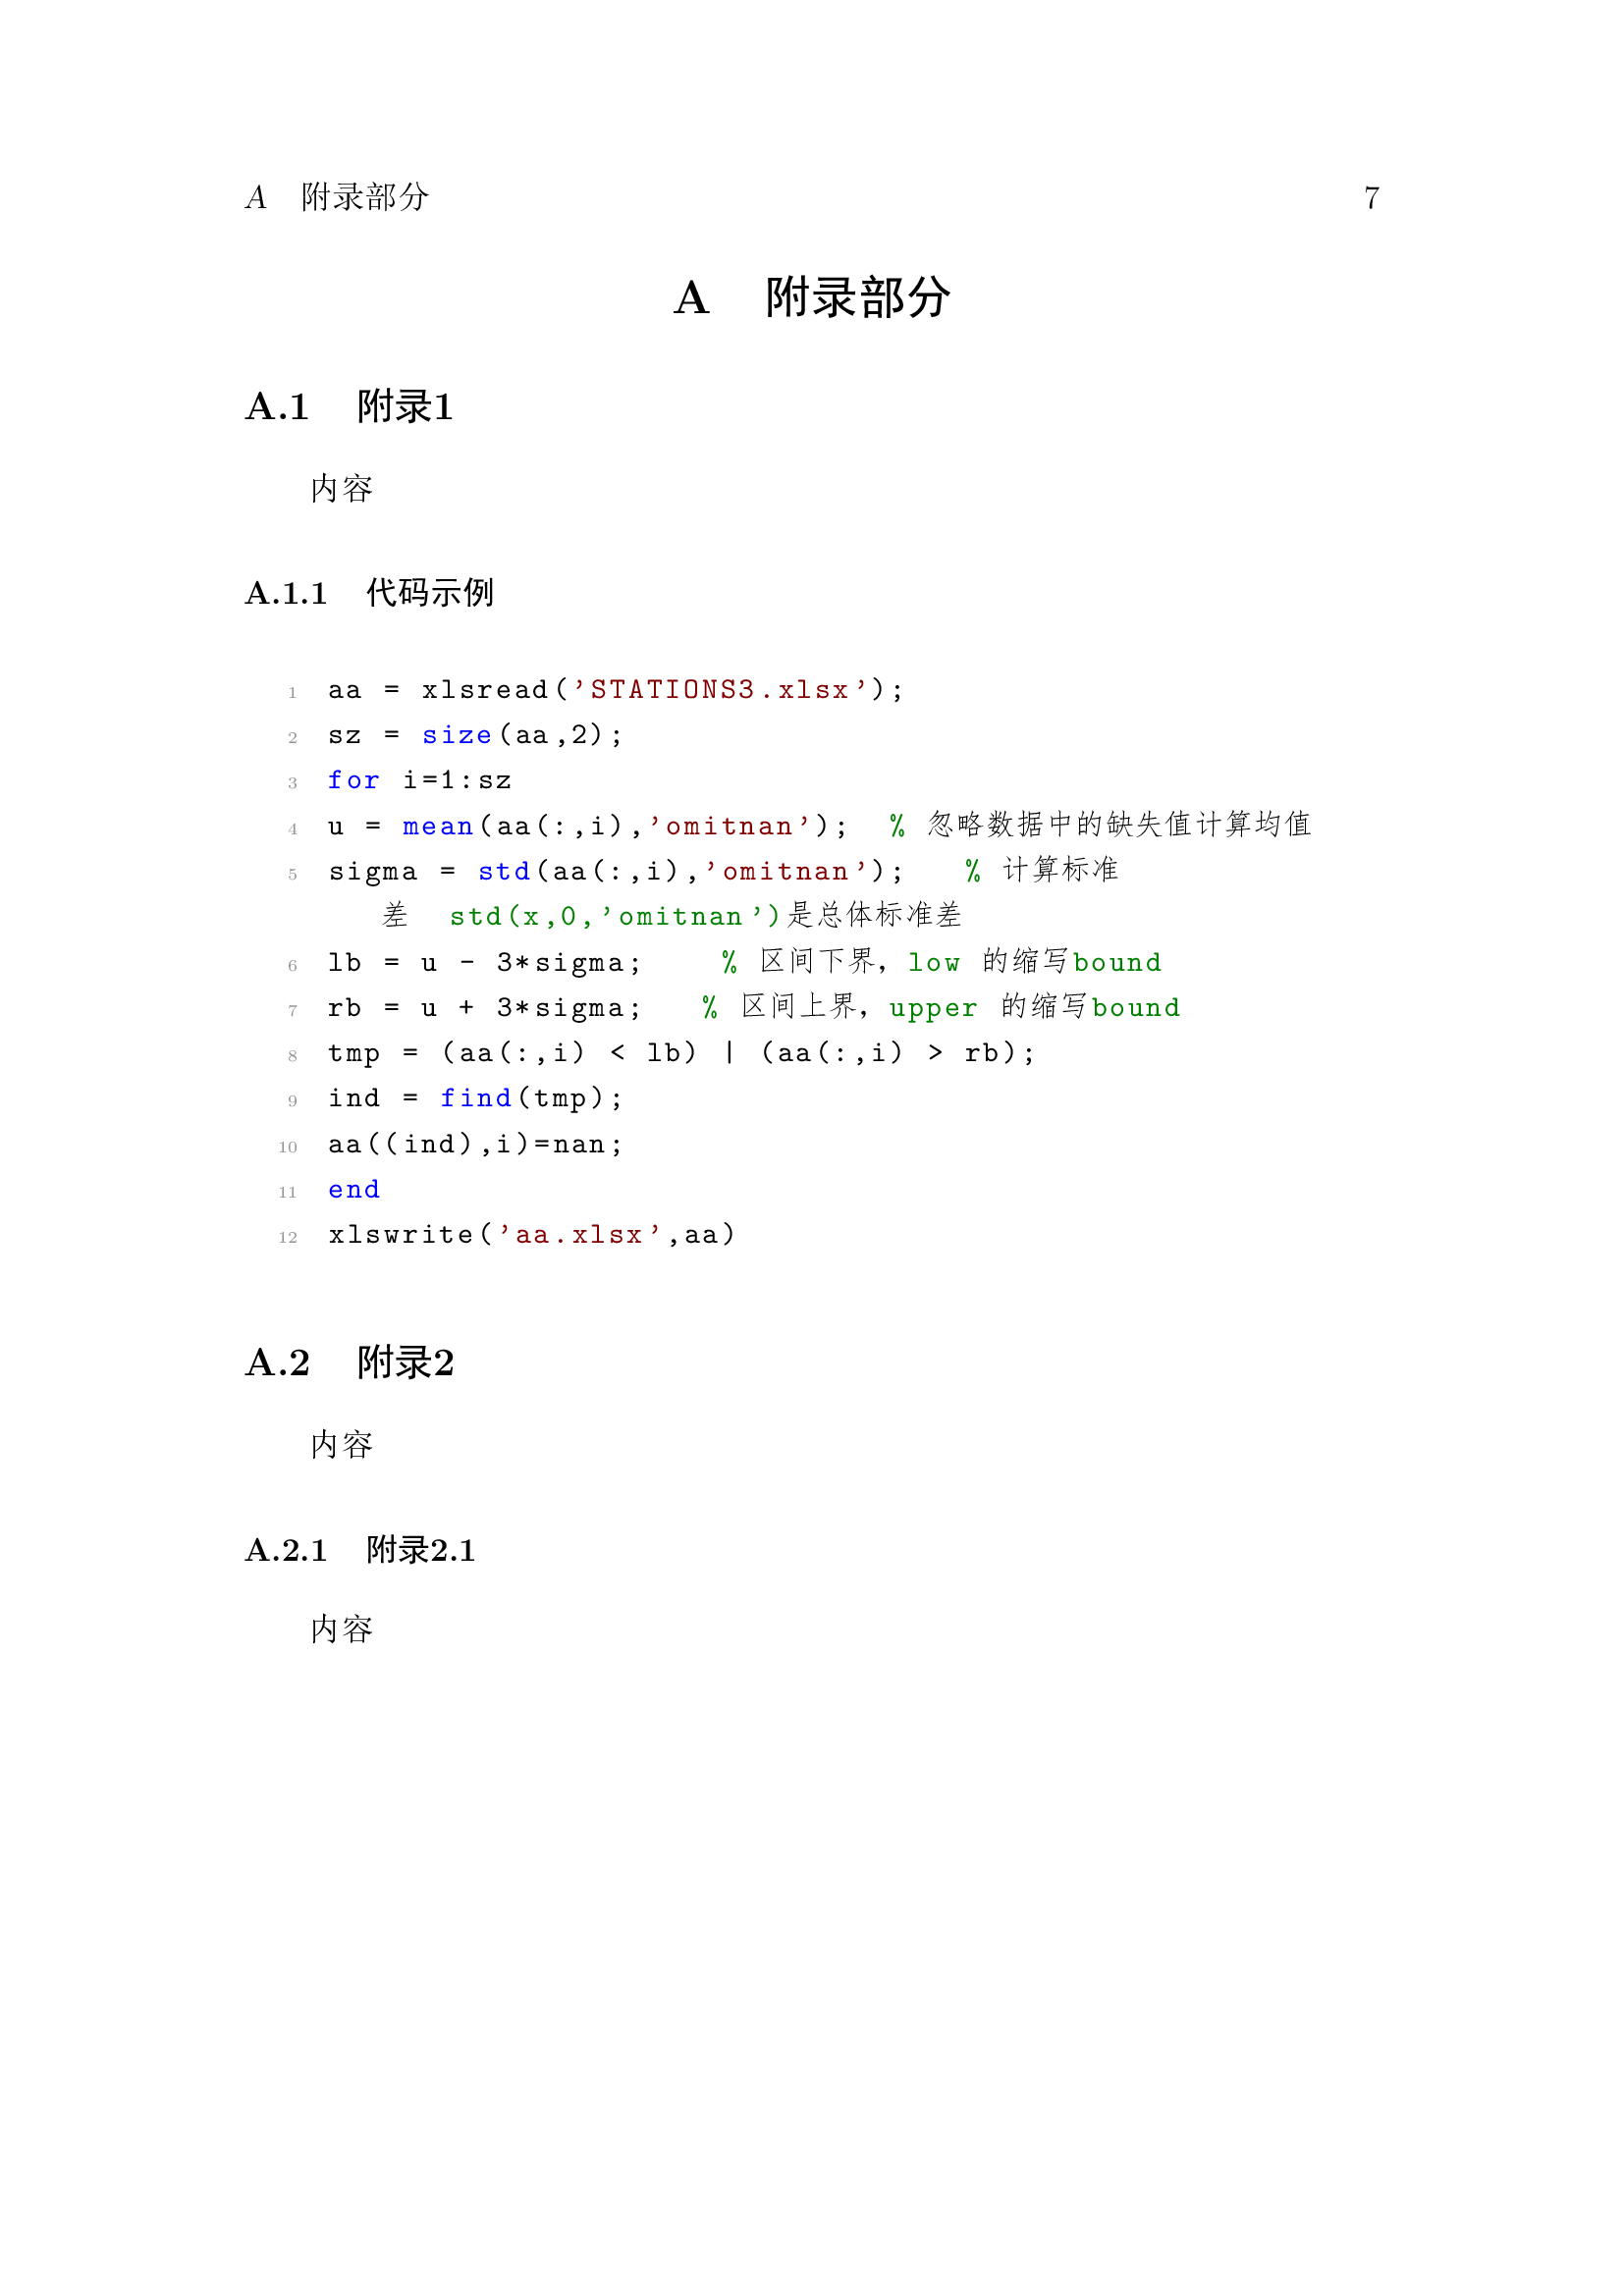 A 附录部分 7
A 附录部分
A.1 附录1
内容
A.1.1 代码示例
1 aa = xlsread('STATIONS3.xlsx');
2 sz = size(aa,2);
3 for i=1:sz
4 u = mean(aa(:,i),'omitnan'); % 忽略数据中的缺失值计算均值
5 sigma = std(aa(:,i),'omitnan'); % 计算标准
差 std(x,0,'omitnan')是总体标准差
6 lb = u - 3*sigma; % 区间下界，low 的缩写bound
7 rb = u + 3*sigma; % 区间上界，upper 的缩写bound
8 tmp = (aa(:,i) < lb) | (aa(:,i) > rb);
9 ind = find(tmp);
10 aa((ind),i)=nan;
11 end
12 xlswrite('aa.xlsx',aa)
A.2 附录2
内容
A.2.1 附录2.1
内容